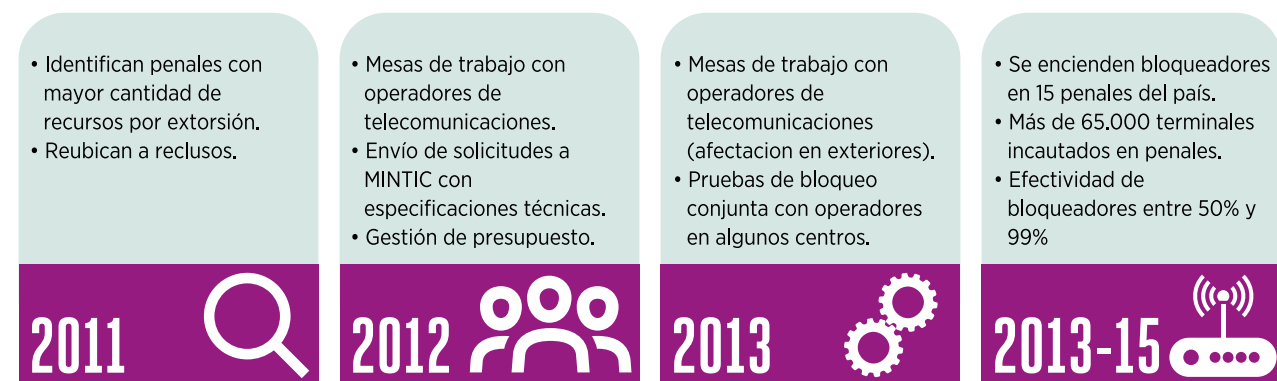 • Identifican penales con
mayor cantidad de
recursos por extorsión.
• Reubican a reclusos.
2011
• Mesas de trabajo con
operadores de
telecomunicaciones.
• Envío de solicitudes a
MINTIC con
especificaciones técnicas.
• Gestión de presupuesto.
2012
• Mesas de trabajo con
operadores de
telecomunicaciones
(afectacion en exteriores).
• Pruebas de bloqueo
conjunta con operadores
en algunos centros.
2013
• Se encienden bloqueadores
en 15 penales del país.
• Más de 65.000 terminales
incautados en penales.
• Efectividad de
bloqueadores entre 50% y
99%
2013-15